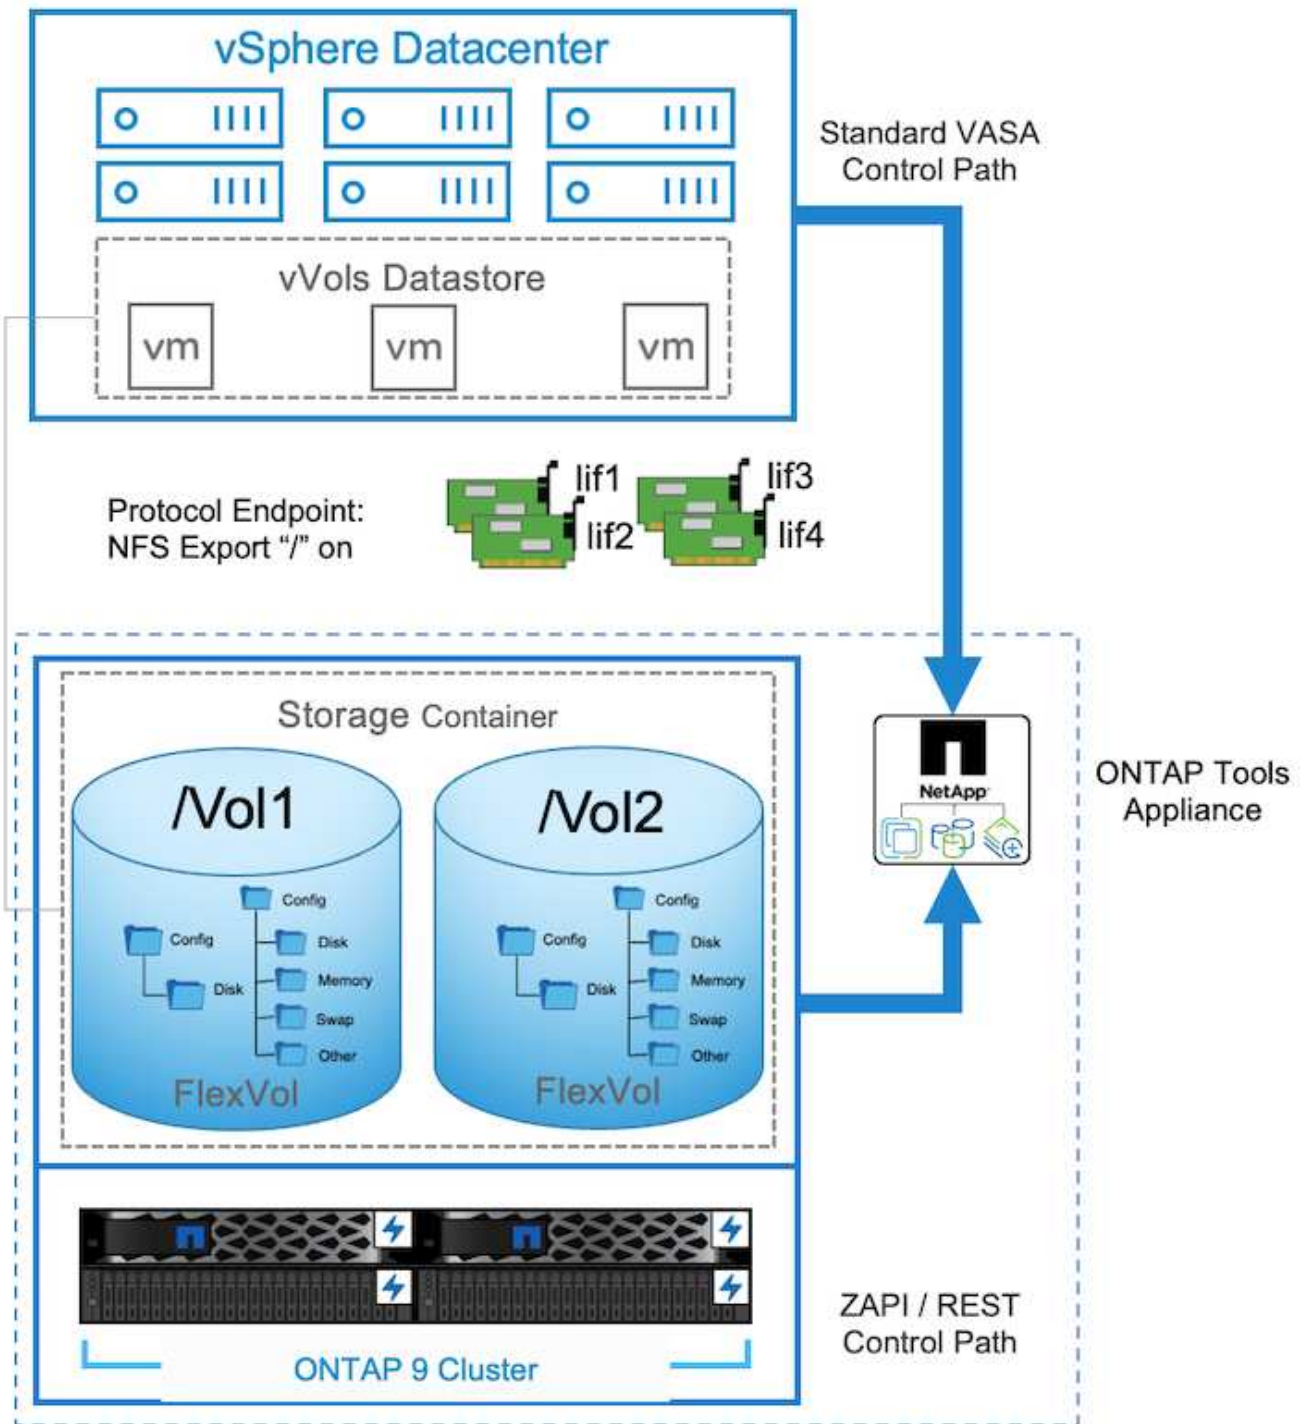 vSphere Datacenter
Standard VASA
Control Path
vVols Datastore
vm
vm
vm
lif1
lif3
Protocol Endpoint:
NFS Export “/” on
lif2
lif4
Storage Container
/Vol1
/Vol2
NetApp
ONTAP Tools
Appliance
Config
Config
Disk
Disk
Memory
Swap
Other
FlexVol
Config
Config
Disk
Disk
Memory
Swap
Other
FlexVol
ZAPI / REST
Control Path
ONTAP 9 Cluster